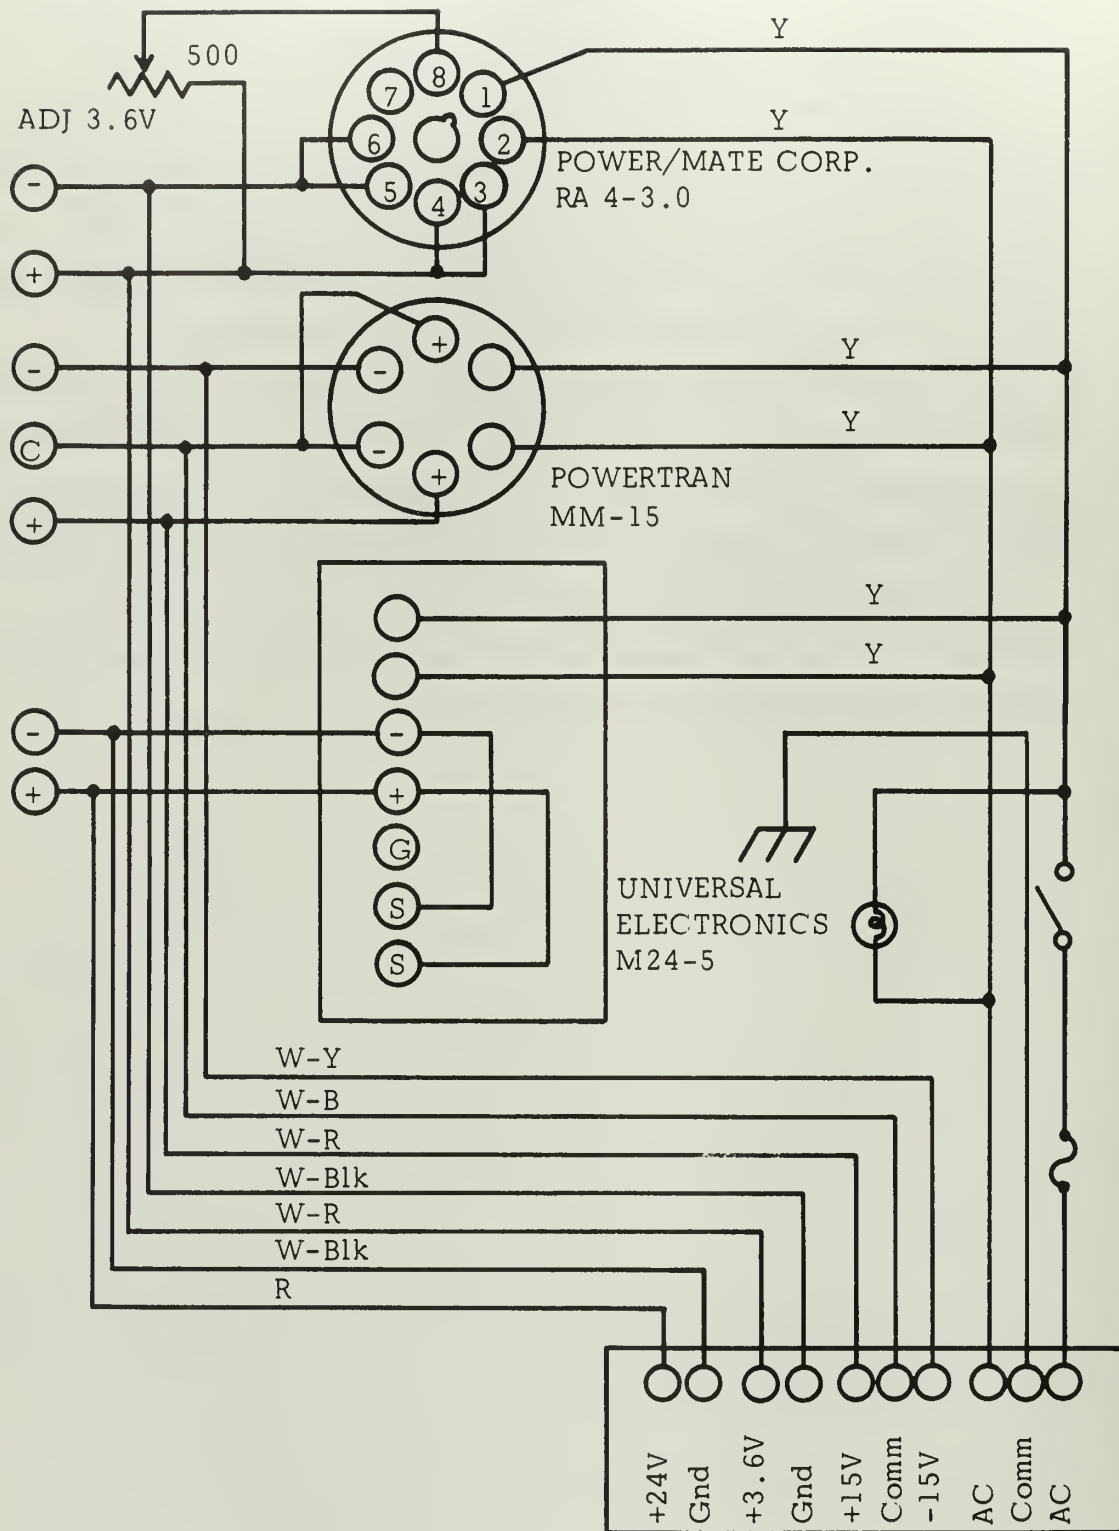 Y
500
8
7
1
ADJ 3.6V
Y
6
2
POWER/MATE CORP.
RA 4-3.0
-
5
4
3
+
+
Y
-
-
Y
C
-
+
POWERTRAN
MM-15
+
Y
Y
-
-
+
+
G
UNIVERSAL
ELECTRONICS
M24-5
S
S
W-Y
W-B
W-R
W-Blk
W-R
W-Blk
R
+24V
Gnd
+3.6V
Gnd
+15V
Comm
-15V
AC
Comm
AC